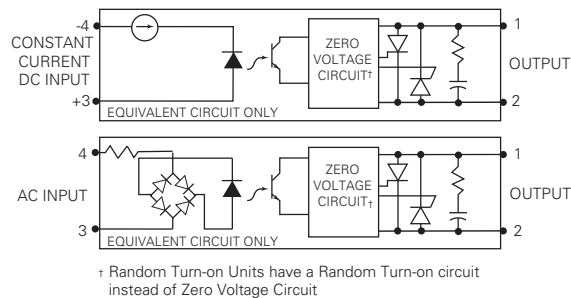 -4
CONSTANT
CURRENT
DC INPUT
+3
ZERO
VOLTAGE
CIRCUIT†
1
OUTPUT
2
EQUIVALENT CIRCUIT ONLY
4
AC INPUT
3
ZERO
VOLTAGE
CIRCUIT†
1
OUTPUT
2
EQUIVALENT CIRCUIT ONLY
† Random Turn-on Units have a Random Turn-on circuit
instead of Zero Voltage Circuit